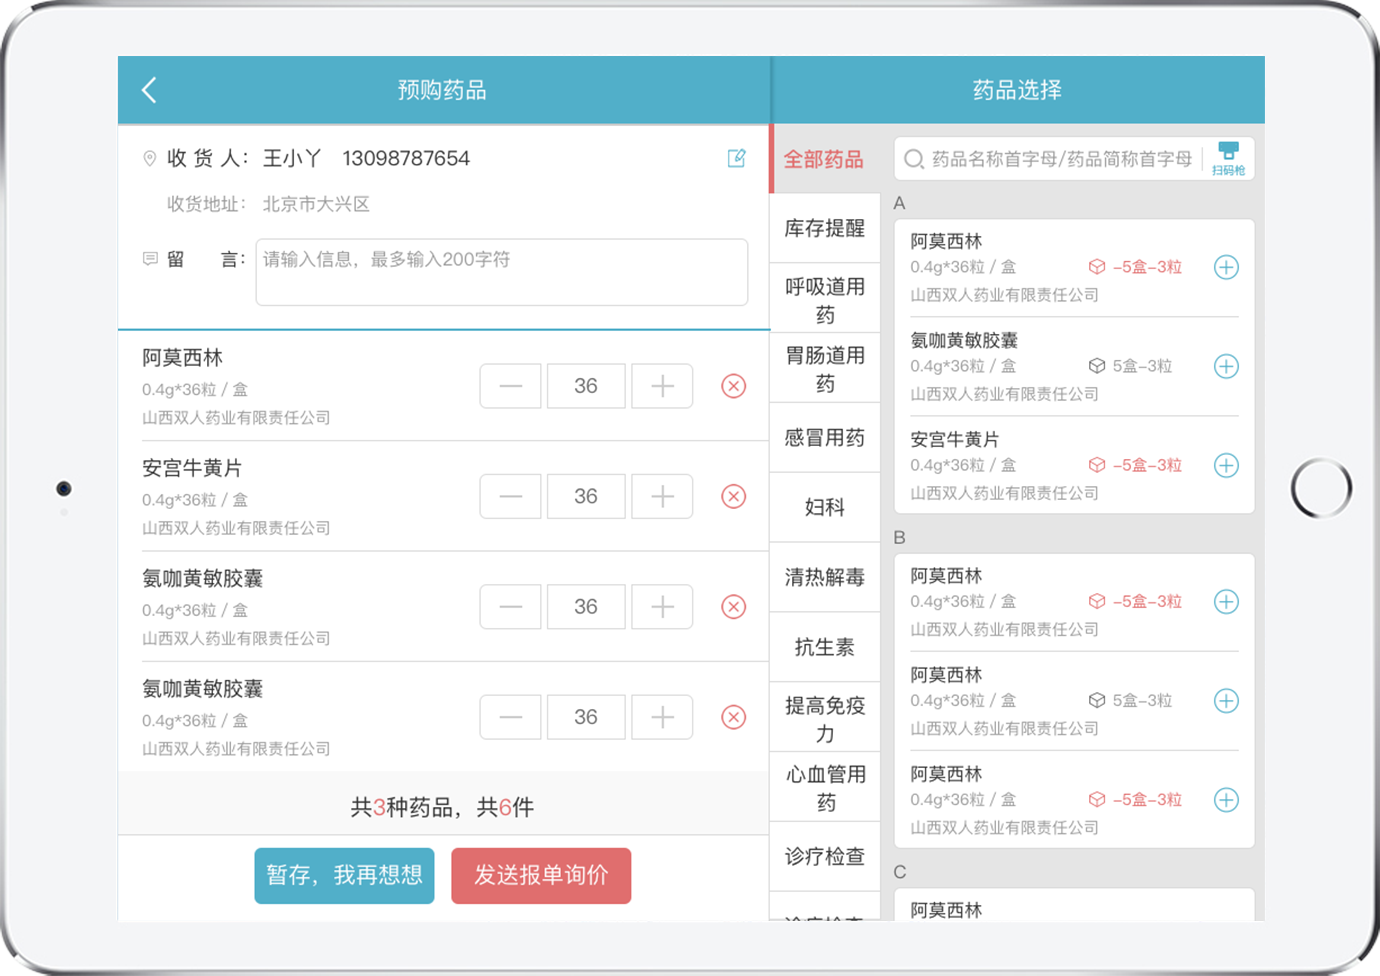 预购药品
收 货 人： 王小丫 13098787654
收货地址： 北京市大兴区
留 言： 请输入信息，最多输入200字符
阿莫西林
0.4g*36粒 / 盒
山西双人药业有限责任公司
36
安宫牛黄片
0.4g*36粒 / 盒
山西双人药业有限责任公司
36
氨咖黄敏胶囊
0.4g*36粒 / 盒
山西双人药业有限责任公司
36
氨咖黄敏胶囊
0.4g*36粒 / 盒
山西双人药业有限责任公司
36
共3种药品，共6件
暂存，我再想想
发送报单询价
药品选择
全部药品
库存提醒
呼吸道用
药
胃肠道用
药
感冒用药
妇科
清热解毒
抗生素
提高免疫
力
心血管用
药
诊疗检查
诊疗检查
药品名称首字母/药品简称首字母
扫码枪
A
阿莫西林
0.4g*36粒 / 盒 -5盒-3粒
山西双人药业有限责任公司
氨咖黄敏胶囊
0.4g*36粒 / 盒 5盒-3粒
山西双人药业有限责任公司
安宫牛黄片
0.4g*36粒 / 盒 -5盒-3粒
山西双人药业有限责任公司
B
阿莫西林
0.4g*36粒 / 盒 -5盒-3粒
山西双人药业有限责任公司
阿莫西林
0.4g*36粒 / 盒 5盒-3粒
山西双人药业有限责任公司
阿莫西林
0.4g*36粒 / 盒 -5盒-3粒
山西双人药业有限责任公司
C
阿莫西林